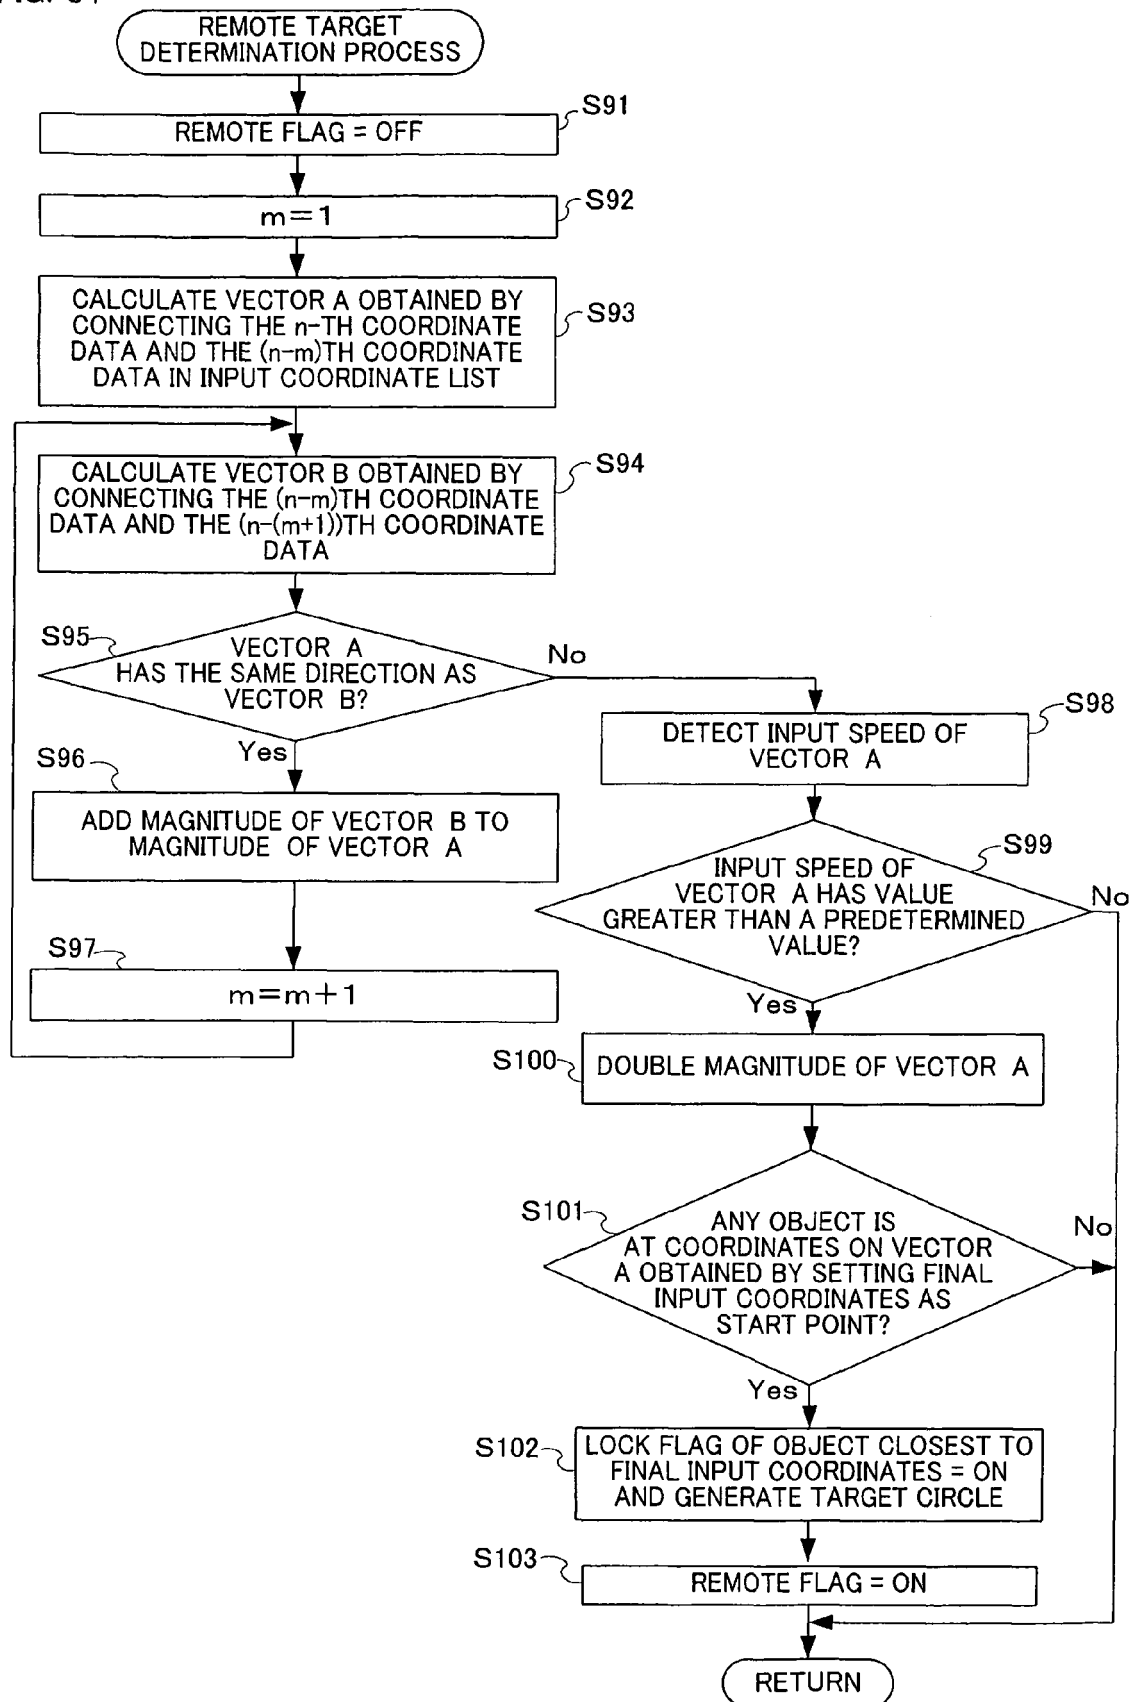 REMOTE TARGET
DETERMINATION PROCESS
S91
REMOTE FLAG = OFF
S92
m=1
S93
CALCULATE VECTOR A OBTAINED BY
CONNECTING THE n-TH COORDINATE
DATA AND THE (n-m)TH COORDINATE
DATA IN INPUT COORDINATE LIST
S94
CALCULATE VECTOR B OBTAINED BY
CONNECTING THE (n-m)TH COORDINATE
DATA AND THE (n-(m+1))TH COORDINATE
DATA
S95
VECTOR A
HAS THE SAME DIRECTION AS
VECTOR B?
No
Yes
S96
ADD MAGNITUDE OF VECTOR B TO
MAGNITUDE OF VECTOR A
S97
m=m+1
S98
DETECT INPUT SPEED OF
VECTOR A
S99
INPUT SPEED OF
VECTOR A HAS VALUE
GREATER THAN A PREDETERMINED
VALUE?
No
Yes
S100
DOUBLE MAGNITUDE OF VECTOR A
S101
ANY OBJECT IS
AT COORDINATES ON VECTOR
A OBTAINED BY SETTING FINAL
INPUT COORDINATES AS
START POINT?
No
Yes
S102
LOCK FLAG OF OBJECT CLOSEST TO
FINAL INPUT COORDINATES = ON
AND GENERATE TARGET CIRCLE
S103
REMOTE FLAG = ON
RETURN